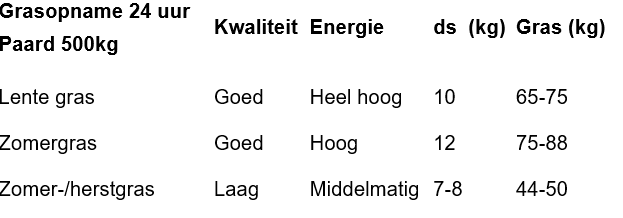 Grasopname 24 uur Paard 500kg Kwaliteit Energie ds (kg) Gras (kg)
Lente gras Goed Heel hoog 10 65-75
Zomergras Goed Hoog 12 75-88
Zomer-/herstgras Laag Middelmatig 7-8 44-50